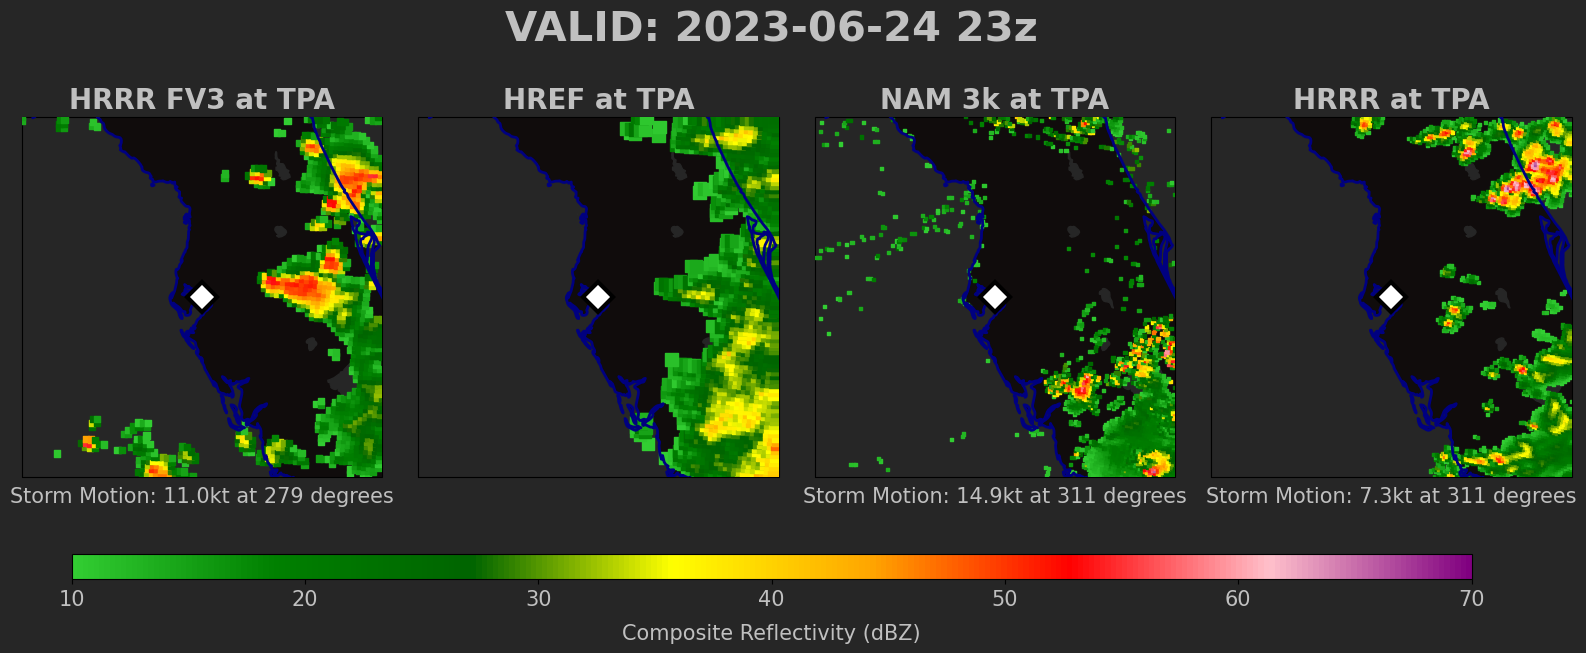 VALID: 2023-06-24 23z
HRRR FV3 at TPA
HREF at TPA
NAM 3k at TPA
HRRR at TPA
Storm Motion: 11.0kt at 279 degrees
Storm Motion: 14.9kt at 311 degrees
Storm Motion: 7.3kt at 311 degrees
10 20 30 40 50 60 70
Composite Reflectivity (dBZ)